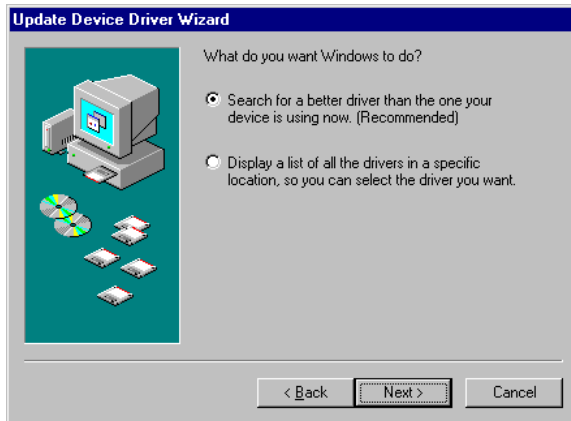 Update Device Driver Wizard
What do you want Windows to do?
Search for a better driver than the one your
device is using now. (Recommended)
Display a list of all the drivers in a specific
location, so you can select the driver you want.
< Back
Next >
Cancel